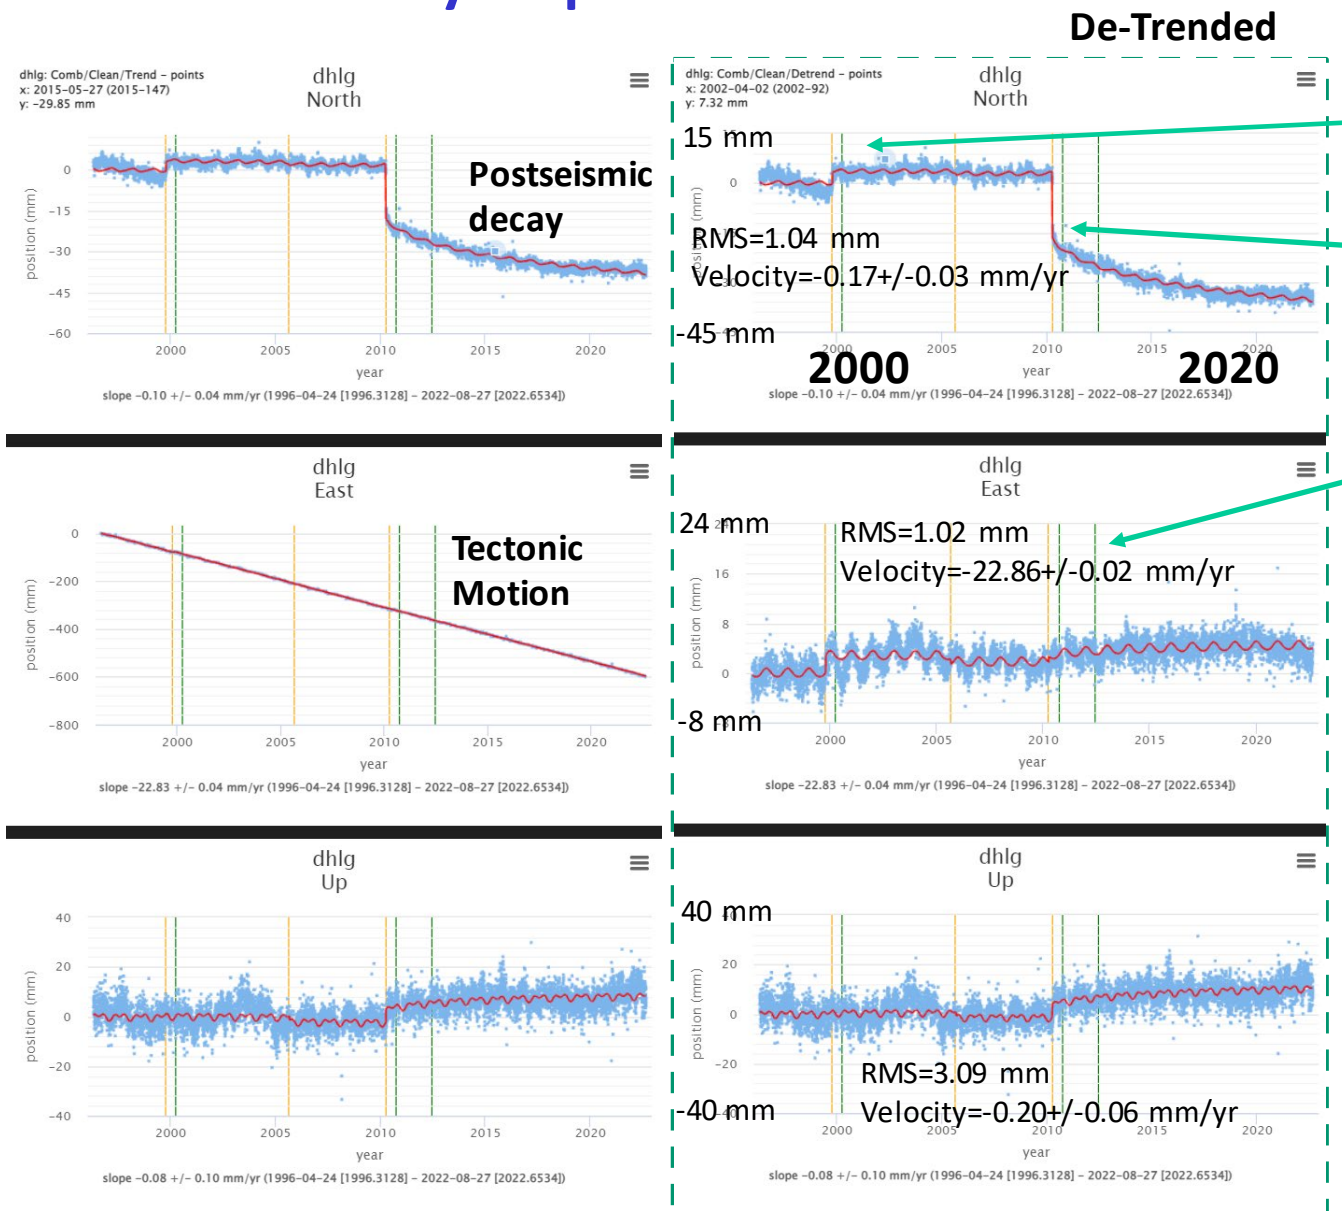 De-Trended
dhlg: Comb/Clean/Trend - points
x: 2015-05-27 (2015-147)
y: -29.85 mm
dhlg
North
Postseismic
decay
position (mm)
0
-15
-30
-45
-60
2000
2005
2010
2015
2020
year
slope -0.10 +/- 0.04 mm/yr (1996-04-24 [1996.3128] - 2022-08-27 [2022.6534])
dhlg: Comb/Clean/Detrend - points
x: 2002-04-02 (2002-92)
y: 7.32 mm
dhlg
North
15 mm
0
position (mm)
RMS=1.04 mm
Velocity=-0.17+/-0.03 mm/yr
-45 mm
2000
2005
2010
2015
2020
2000
2020
year
slope -0.10 +/- 0.04 mm/yr (1996-04-24 [1996.3128] - 2022-08-27 [2022.6534])
dhlg
East
Tectonic
Motion
position (mm)
0
-200
-400
-600
-800
2000
2005
2010
2015
2020
year
slope -22.83 +/- 0.04 mm/yr (1996-04-24 [1996.3128] - 2022-08-27 [2022.6534])
dhlg
East
24 mm
RMS=1.02 mm
Velocity=-22.86+/-0.02 mm/yr
position (mm)
16
8
0
-8 mm
2000
2005
2010
2015
2020
year
slope -22.83 +/- 0.04 mm/yr (1996-04-24 [1996.3128] - 2022-08-27 [2022.6534])
dhlg
Up
position (mm)
40
20
0
-20
-40
2000
2005
2010
2015
2020
year
slope -0.08 +/- 0.10 mm/yr (1996-04-24 [1996.3128] - 2022-08-27 [2022.6534])
dhlg
Up
40 mm
position (mm)
20
0
-20
RMS=3.09 mm
-40 mm
Velocity=-0.20+/-0.06 mm/yr
2000
2005
2010
2015
2020
year
slope -0.08 +/- 0.10 mm/yr (1996-04-24 [1996.3128] - 2022-08-27 [2022.6534])